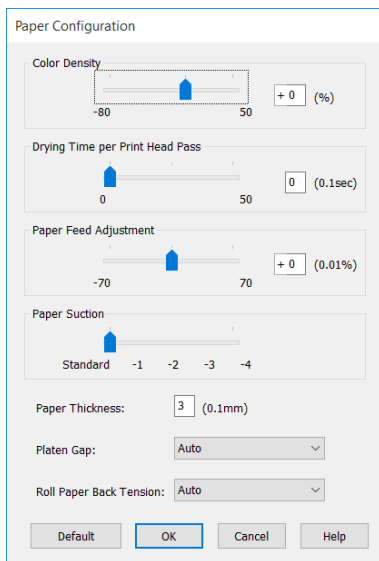 Paper Configuration
Color Density
-80 50
+ 0 (%)
Drying Time per Print Head Pass
0 50
0 (0.1sec)
Paper Feed Adjustment
-70 70
+ 0 (0.01%)
Paper Suction
Standard -1 -2 -3 -4
Paper Thickness: 3 (0.1mm)
Platen Gap: Auto
Roll Paper Back Tension: Auto
Default OK Cancel Help